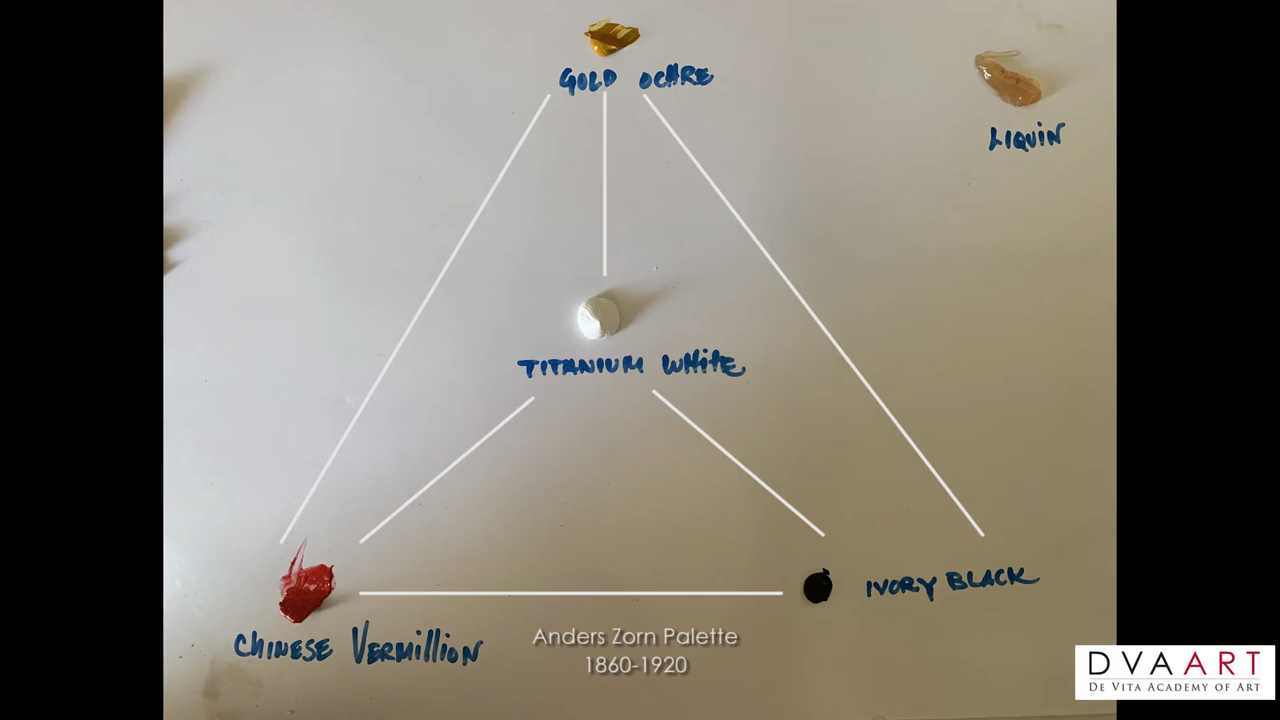 GOLD OCHRE
LIQUIN
TITANIUM WHITE
IVORY BLACK
CHINESE VERMILLION
Anders Zorn Palette
1860-1920
DVAART
DE VITA ACADEMY OF ART